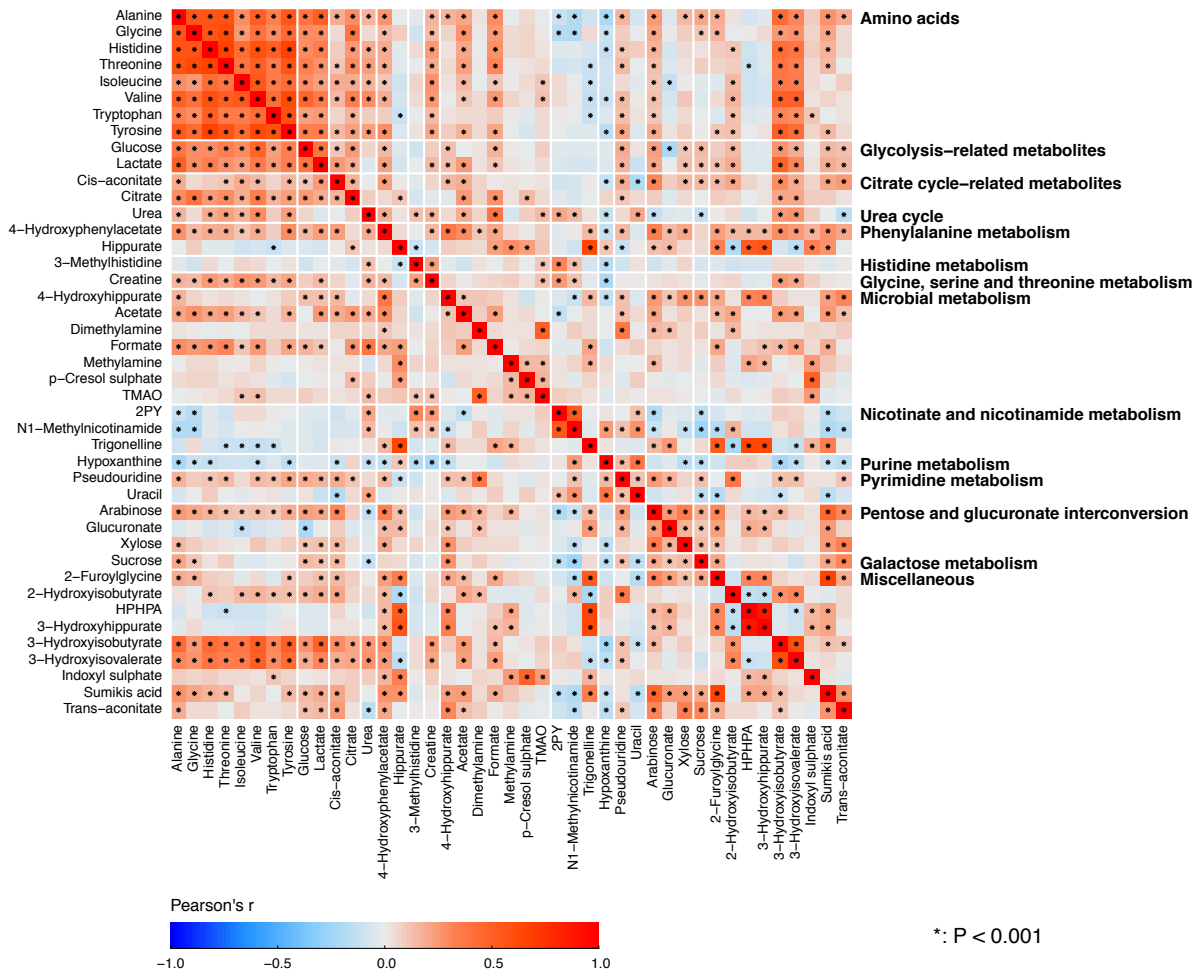 Alanine
Amino acids
Glycine
Histidine
Threonine
Isoleucine
Valine
Tryptophan
Tyrosine
Glucose
Glycolysis−related metabolites
Lactate
Cis−aconitate
Citrate cycle−related metabolites
Citrate
Urea
Urea cycle
4−Hydroxyphenylacetate
Phenylalanine metabolism
Hippurate
3−Methylhistidine
Histidine metabolism
Creatine
Glycine, serine and threonine metabolism
4−Hydroxyhippurate
Microbial metabolism
Acetate
Dimethylamine
Formate
Methylamine
p−Cresol sulphate
TMAO
2PY
Nicotinate and nicotinamide metabolism
N1−Methylnicotinamide
Trigonelline
Hypoxanthine
Purine metabolism
Pseudouridine
Pyrimidine metabolism
Uracil
Arabinose
Pentose and glucuronate interconversion
Glucuronate
Xylose
Sucrose
Galactose metabolism
2−Furoylglycine
Miscellaneous
2−Hydroxyisobutyrate
HPHPA
3−Hydroxyhippurate
3−Hydroxyisobutyrate
3−Hydroxyisovalerate
Indoxyl sulphate
Sumikis acid
Trans−aconitate
Alanine
Glycine
Histidine
Threonine
Isoleucine
Valine
Tryptophan
Tyrosine
Glucose
Lactate
Cis−aconitate
Citrate
Urea
4−Hydroxyphenylacetate
Hippurate
3−Methylhistidine
Creatine
4−Hydroxyhippurate
Acetate
Dimethylamine
Formate
Methylamine
p−Cresol sulphate
TMAO
2PY
N1−Methylnicotinamide
Trigonelline
Hypoxanthine
Pseudouridine
Uracil
Arabinose
Glucuronate
Xylose
Sucrose
2−Furoylglycine
2−Hydroxyisobutyrate
HPHPA
3−Hydroxyhippurate
3−Hydroxyisobutyrate
3−Hydroxyisovalerate
Indoxyl sulphate
Sumikis acid
Trans−aconitate
Pearson's r
−1.0 −0.5 0.0 0.5 1.0
*: P < 0.001